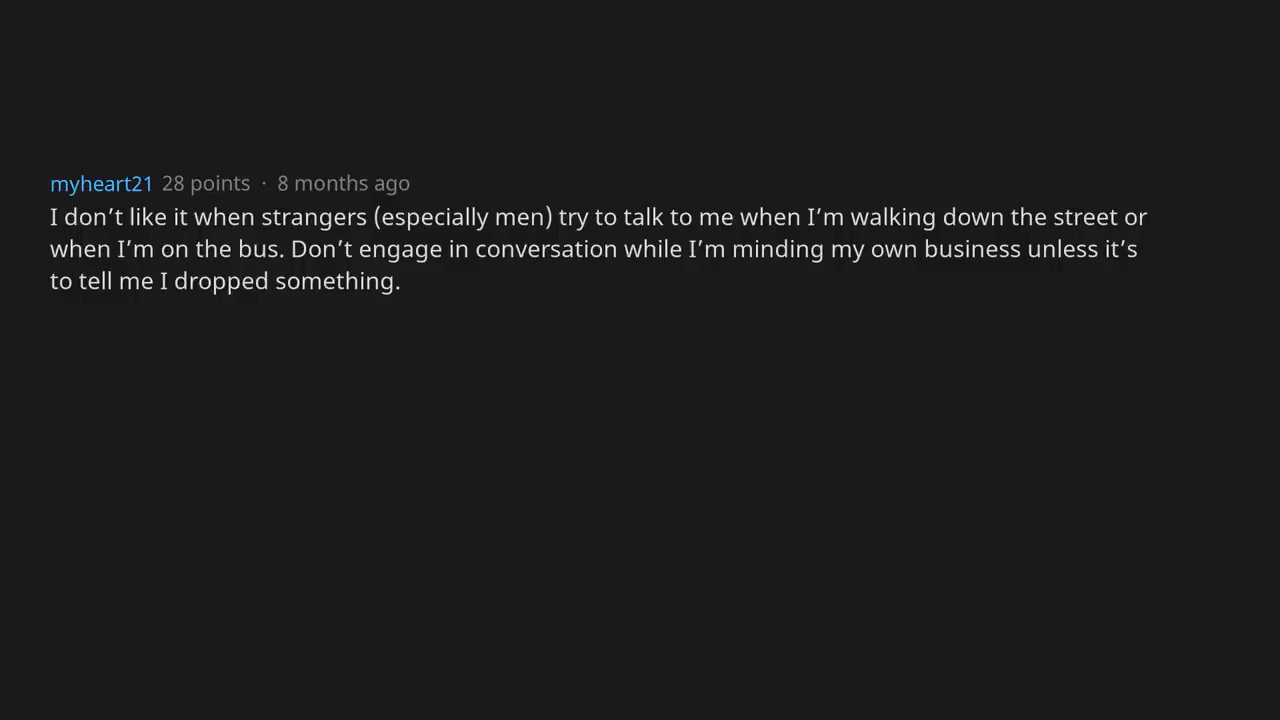 myheart21 28 points · 8 months ago
I don’t like it when strangers (especially men) try to talk to me when I’m walking down the street or
when I’m on the bus. Don’t engage in conversation while I’m minding my own business unless it’s
to tell me I dropped something.